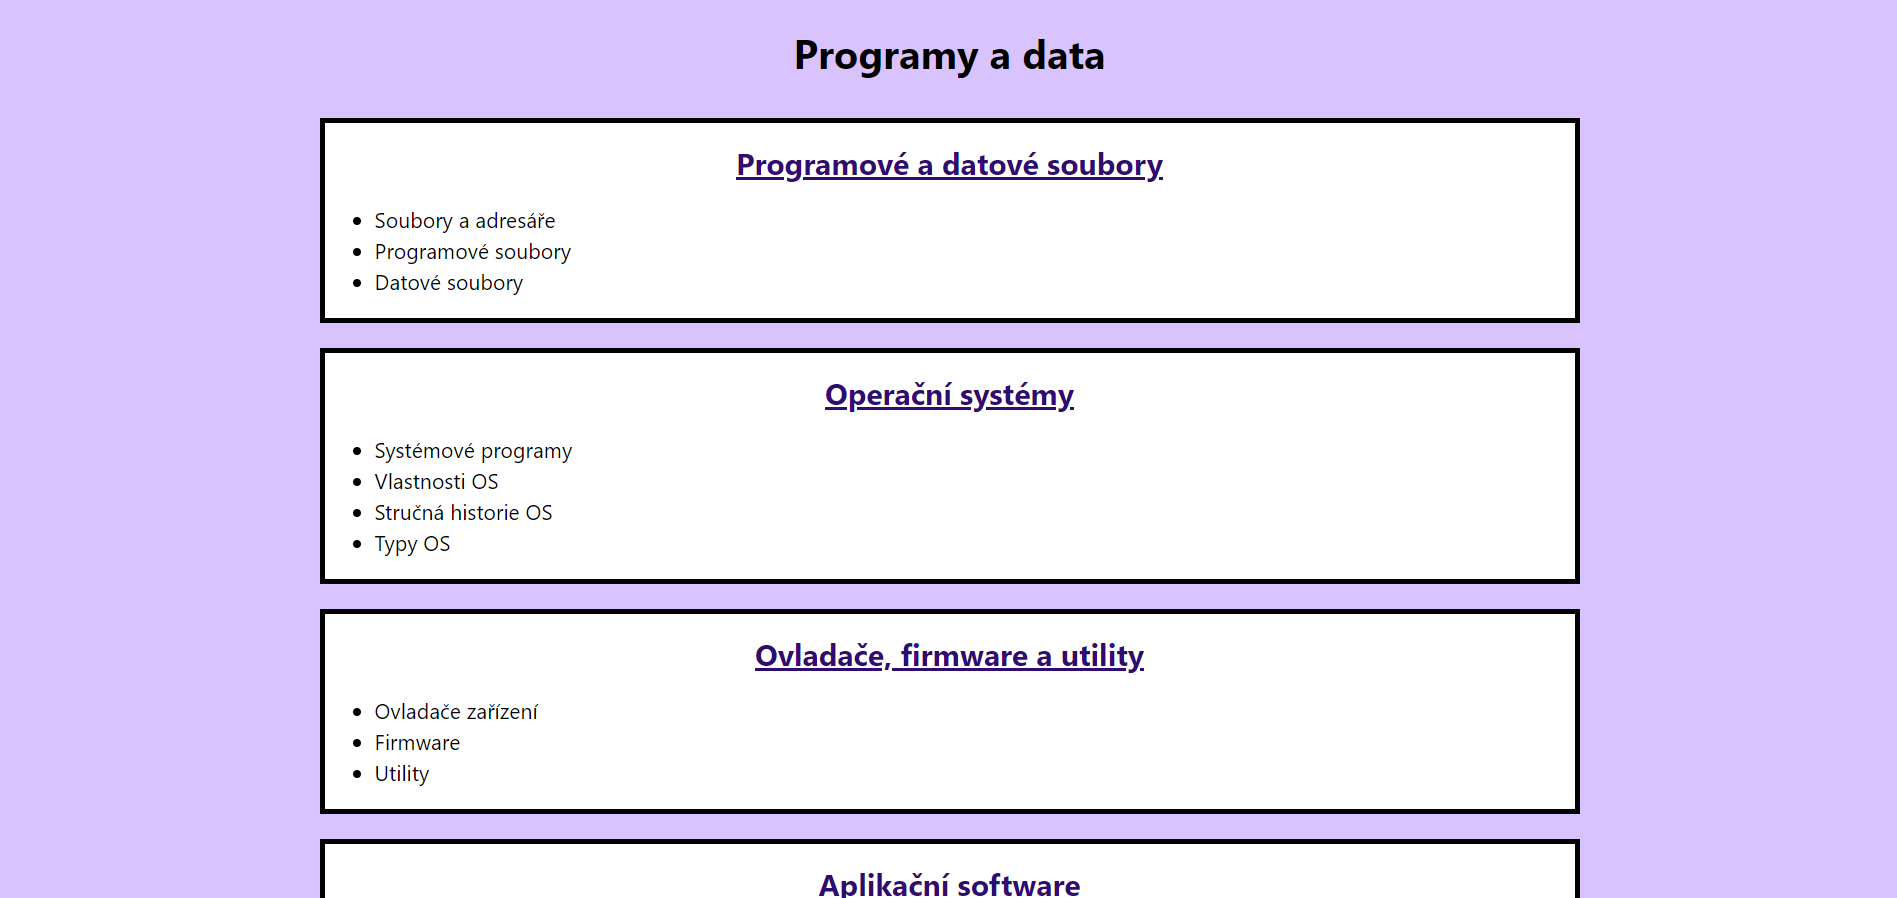 Programy a data
Programové a datové soubory
Soubory a adresáře
Programové soubory
Datové soubory
Operační systémy
Systémové programy
Vlastnosti OS
Stručná historie OS
Typy OS
Ovladače, firmware a utility
Ovladače zařízení
Firmware
Utility
Aplikační software